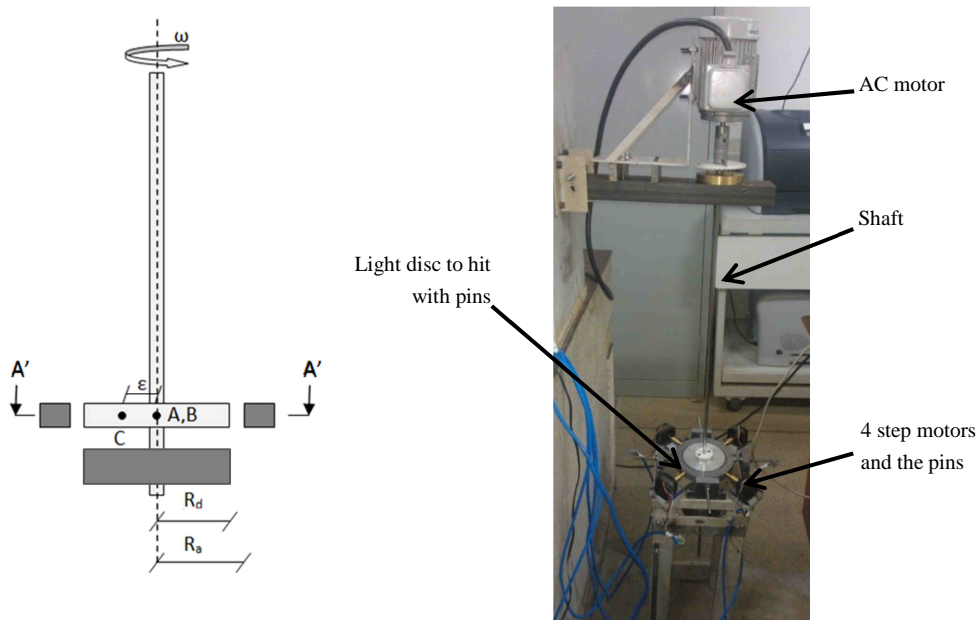 ω
A'
A'
ε
A,B
C
R_d
R_a
AC motor
Shaft
Light disc to hit
with pins
4 step motors
and the pins